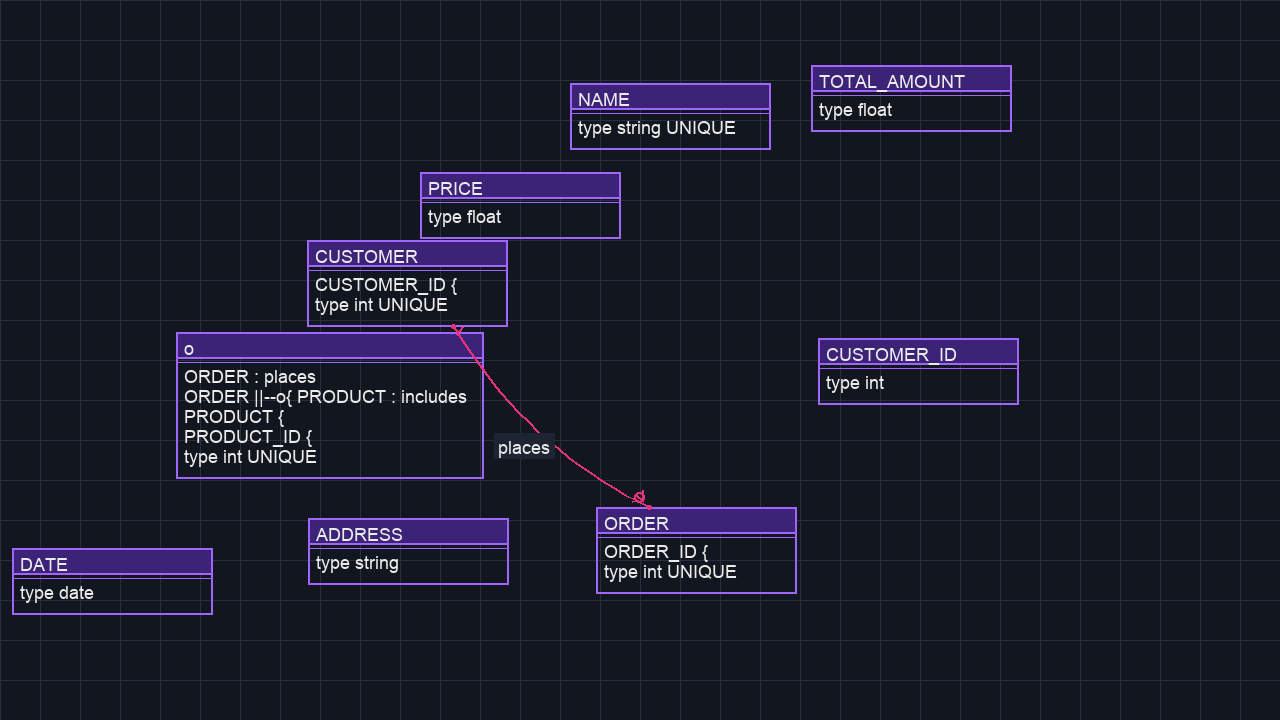 TOTAL_AMOUNT
type float
NAME
type string UNIQUE
PRICE
type float
CUSTOMER
CUSTOMER_ID {
type int UNIQUE
o
ORDER : places
ORDER ||--o{ PRODUCT : includes
PRODUCT {
PRODUCT_ID {
type int UNIQUE
CUSTOMER_ID
type int
places
ORDER
ORDER_ID {
type int UNIQUE
ADDRESS
type string
DATE
type date